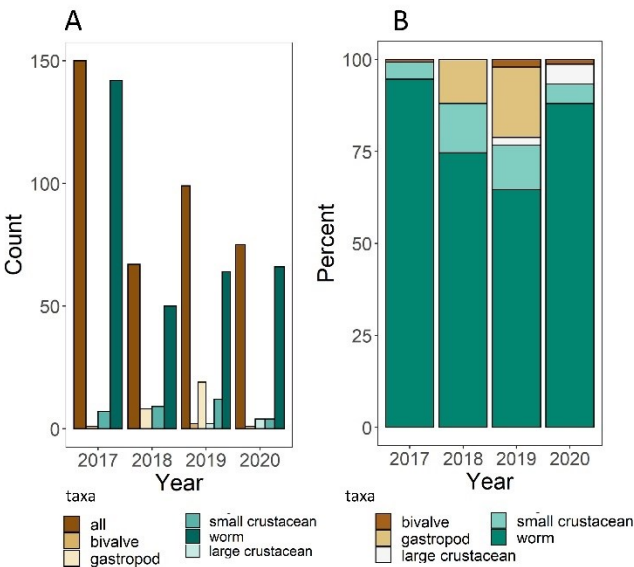 A
150
100
50
0
Count
2017 2018 2019 2020
Year
taxa
all
bivalve
gastropod
small crustacean
worm
large crustacean
B
100
75
50
25
0
Percent
2017 2018 2019 2020
Year
taxa
bivalve
gastropod
large crustacean
small crustacean
worm